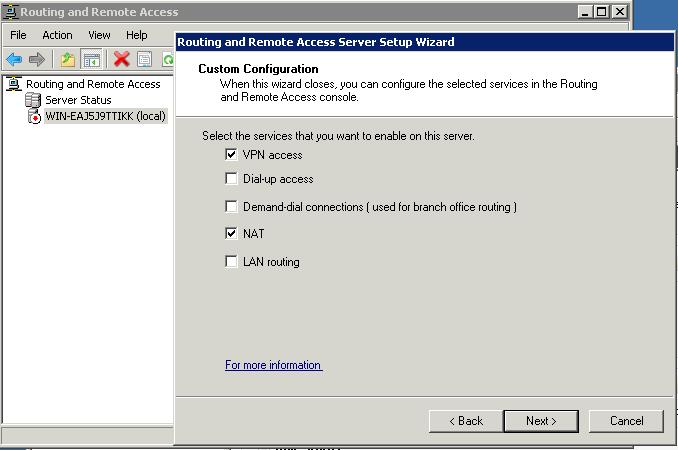 Routing and Remote Access
File Action View Help
Routing and Remote Access
Server Status
WIN-EAJ5J9TTIKK (local)
Routing and Remote Access Server Setup Wizard
Custom Configuration
When this wizard closes, you can configure the selected services in the Routing
and Remote Access console.
Select the services that you want to enable on this server.
VPN access
Dial-up access
Demand-dial connections ( used for branch office routing )
NAT
LAN routing
For more information
< Back Next > Cancel